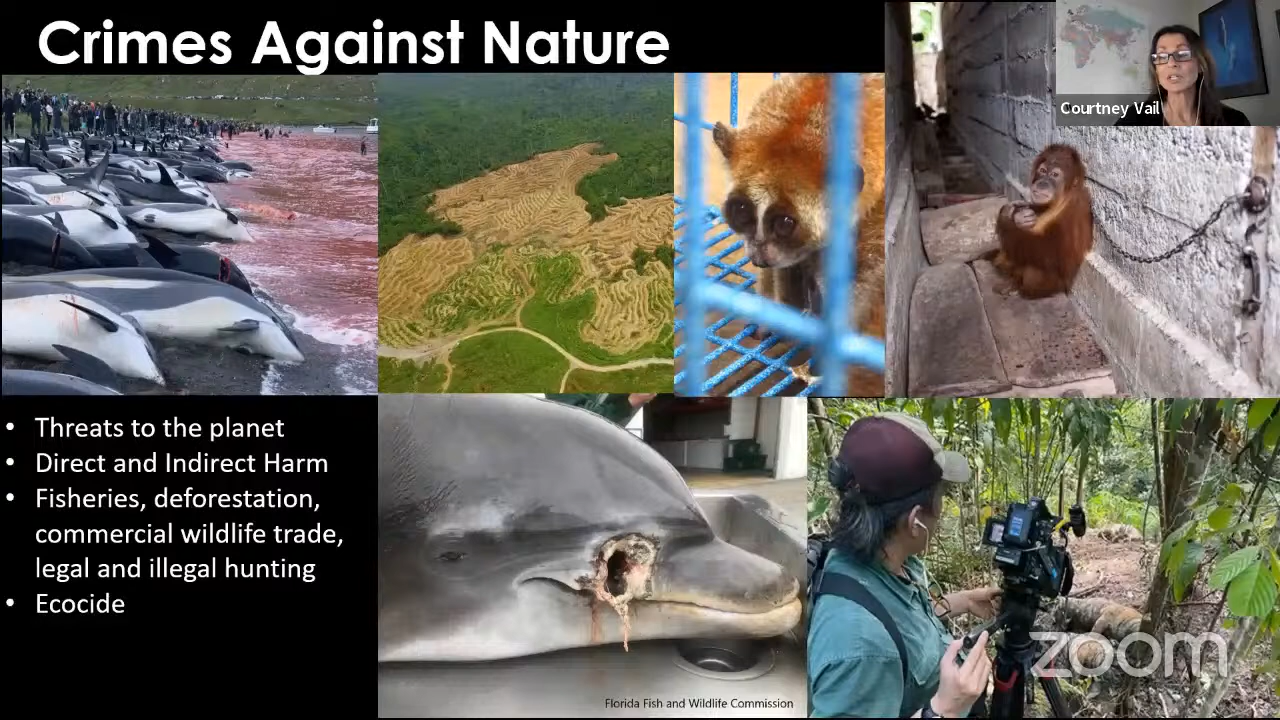 Crimes Against Nature
Courtney Vail
• Threats to the planet
• Direct and Indirect Harm
• Fisheries, deforestation,
commercial wildlife trade,
legal and illegal hunting
• Ecocide
Florida Fish and Wildlife Commission
zoom